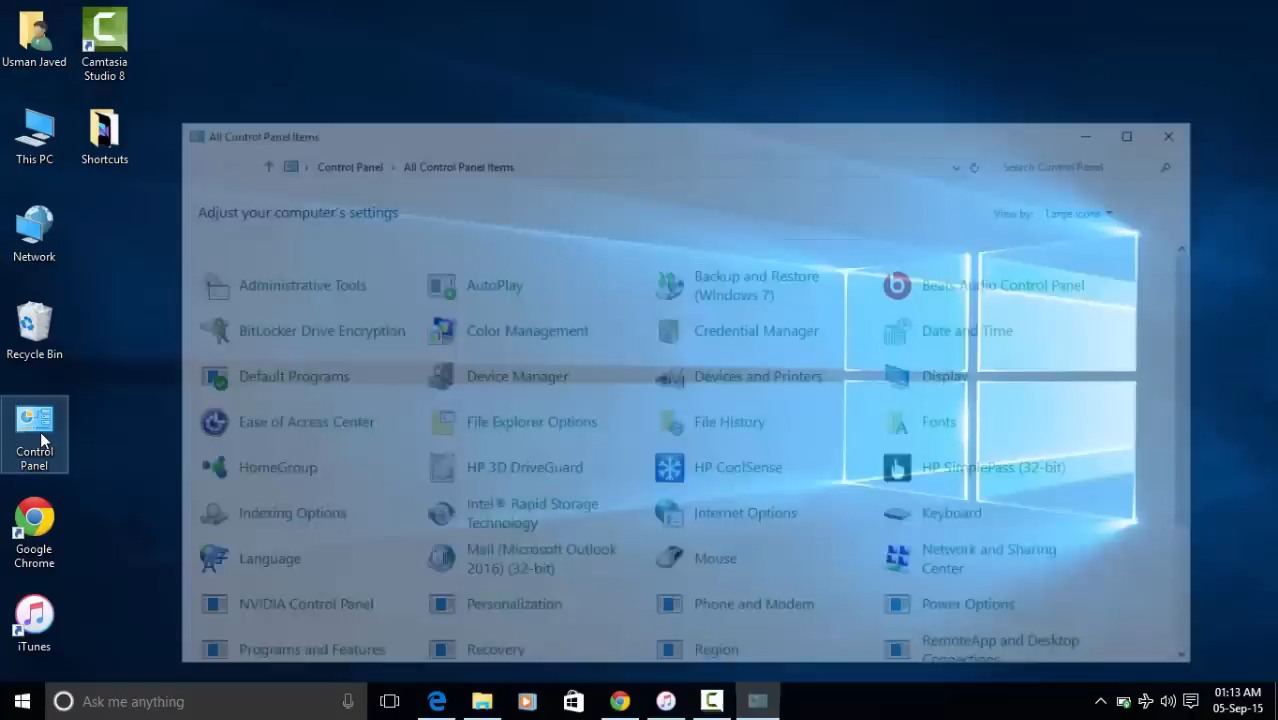 Usman Javed
Camtasia
Studio 8
This PC
Shortcuts
Network
Recycle Bin
Control
Panel
Google
Chrome
iTunes
All Control Panel Items
Control Panel
All Control Panel Items
Search Control Panel
Adjust your computer's settings
View by:
Large icons
Administrative Tools
AutoPlay
Backup and Restore
(Windows 7)
Beats Audio Control Panel
BitLocker Drive Encryption
Color Management
Credential Manager
Date and Time
Default Programs
Device Manager
Devices and Printers
Display
Ease of Access Center
File Explorer Options
File History
Fonts
HomeGroup
HP 3D DriveGuard
HP CoolSense
HP SimplePass (32-bit)
Indexing Options
Intel® Rapid Storage
Technology
Internet Options
Keyboard
Language
Mail (Microsoft Outlook
2016) (32-bit)
Mouse
Network and Sharing
Center
NVIDIA Control Panel
Personalization
Phone and Modem
Power Options
Programs and Features
Recovery
Region
RemoteApp and Desktop
Connections
Ask me anything
01:13 AM
05-Sep-15